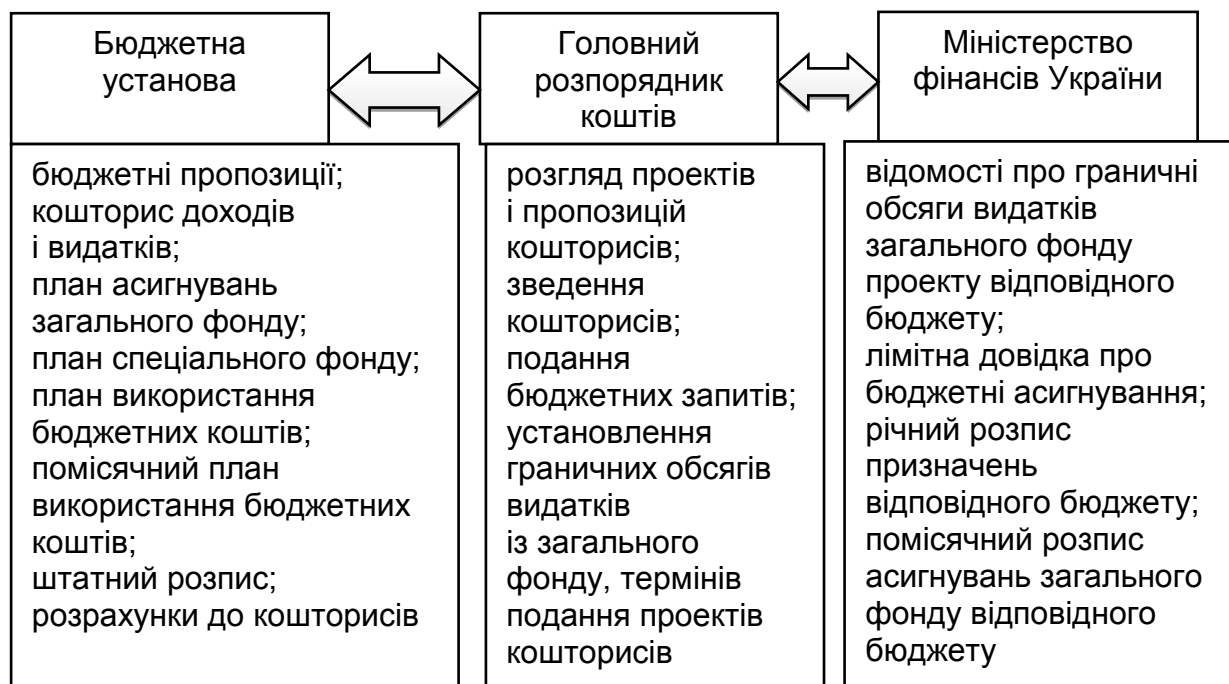 Бюджетна
установа
Головний
розпорядник
коштів
Міністерство
фінансів України
бюджетні пропозиції;
кошторис доходів
і видатків;
план асигнувань
загального фонду;
план спеціального фонду;
план використання
бюджетних коштів;
помісячний план
використання бюджетних
коштів;
штатний розпис;
розрахунки до кошторисів
розгляд проектів
і пропозицій
кошторисів;
зведення
кошторисів;
подання
бюджетних запитів;
установлення
граничних обсягів
видатків
із загального
фонду, термінів
подання проектів
кошторисів
відомості про граничні
обсяги видатків
загального фонду
проекту відповідного
бюджету;
лімітна довідка про
бюджетні асигнування;
річний розпис
призначень
відповідного бюджету;
помісячний розпис
асигнувань загального
фонду відповідного
бюджету